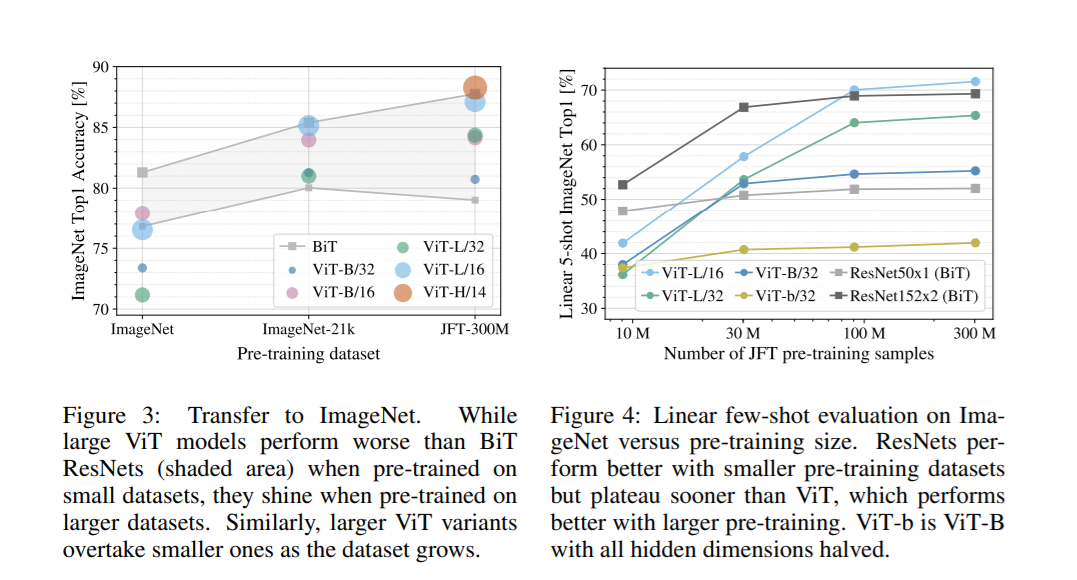 90
85
80
75
70
ImageNet Top1 Accuracy [%]
BiT
ViT-B/32
ViT-B/16
ViT-L/32
ViT-L/16
ViT-H/14
ImageNet
ImageNet-21k
JFT-300M
Pre-training dataset
70
60
50
40
30
Linear 5-shot ImageNet Top1 [%]
ViT-L/16
ViT-L/32
ViT-B/32
ViT-b/32
ResNet50x1 (BiT)
ResNet152x2 (BiT)
10 M
30 M
100 M
300 M
Number of JFT pre-training samples
Figure 3: Transfer to ImageNet. While
large ViT models perform worse than BiT
ResNets (shaded area) when pre-trained on
small datasets, they shine when pre-trained on
larger datasets. Similarly, larger ViT variants
overtake smaller ones as the dataset grows.
Figure 4: Linear few-shot evaluation on Ima-
geNet versus pre-training size. ResNets per-
form better with smaller pre-training datasets
but plateau sooner than ViT, which performs
better with larger pre-training. ViT-b is ViT-B
with all hidden dimensions halved.